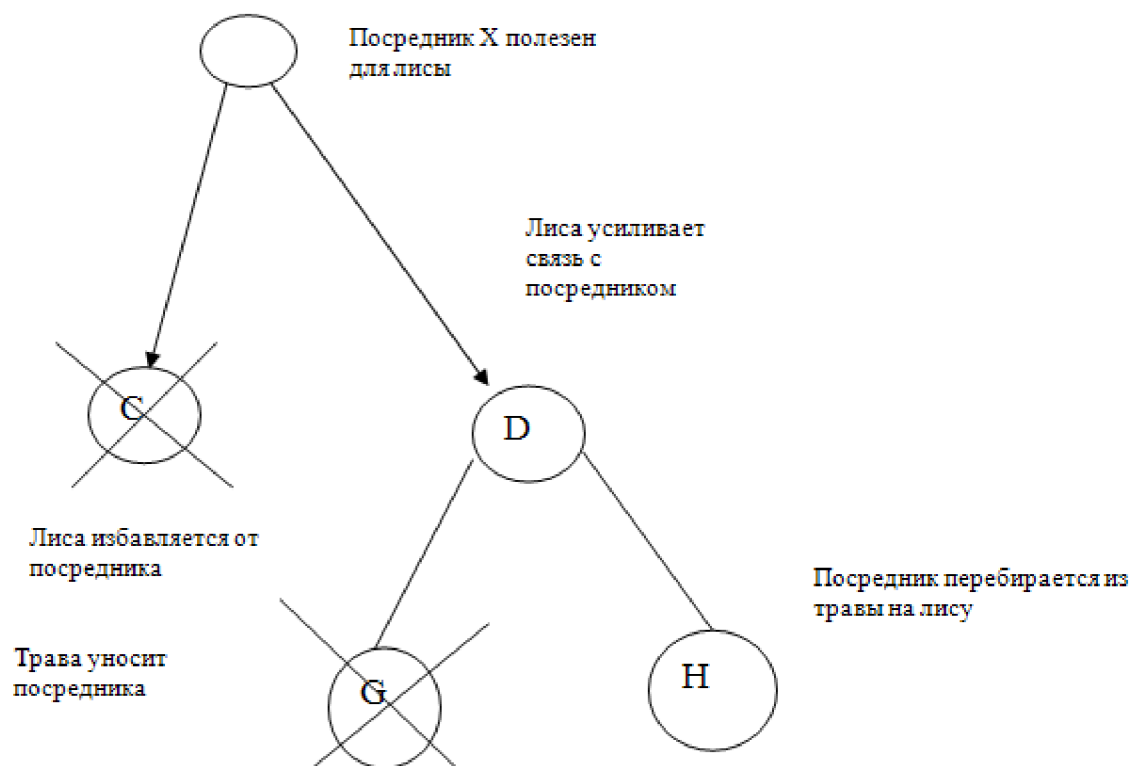 Посредник X полезен
для лисы
Лиса усиливает
связь с
посредником
C
D
Лиса избавляется от
посредника
Посредник перебирается из
травы на лису
Трава уносит
посредника
G
H